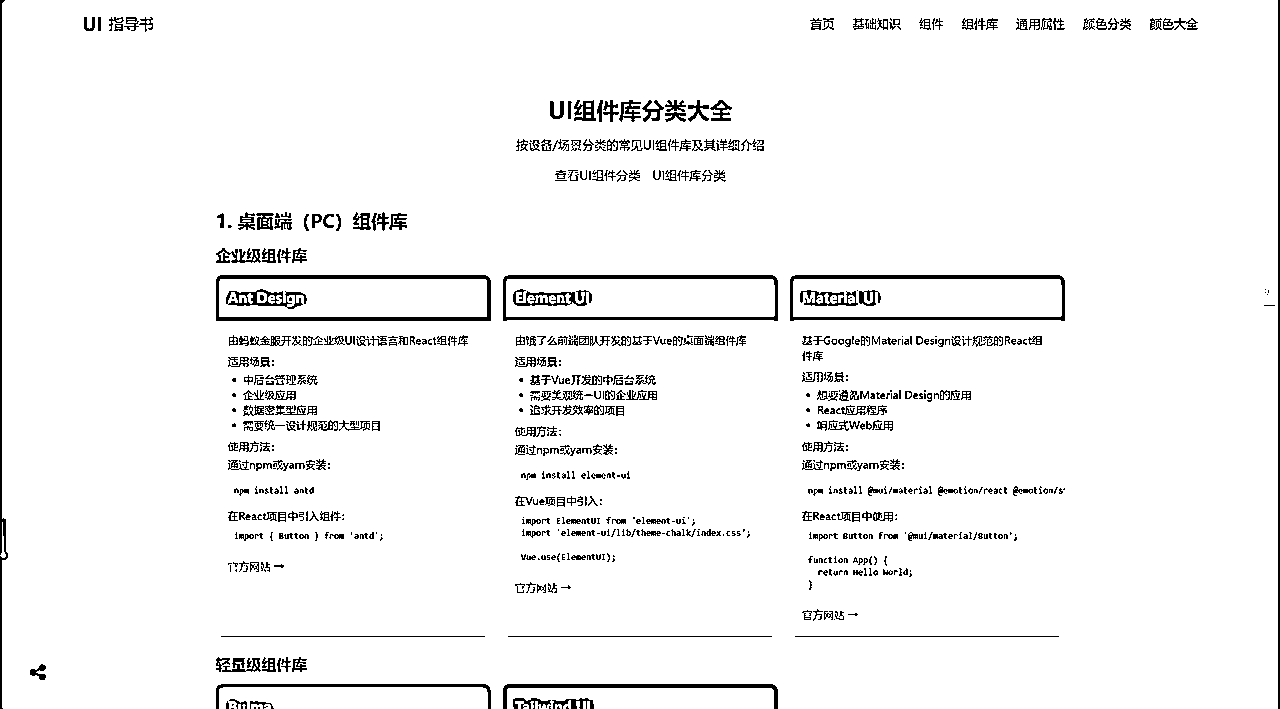 UI 指导书
首页 基础知识 组件 组件库 通用属性 颜色分类 颜色大全
UI组件库分类大全
按设备/场景分类的常见UI组件库及其详细介绍
查看UI组件分类 UI组件库分类
1. 桌面端（PC）组件库
企业级组件库
Ant Design
由蚂蚁金服开发的企业级UI设计语言和React组件库
适用场景:
• 中后台管理系统
• 企业级应用
• 数据密集型应用
• 需要统一设计规范的大型项目
使用方法:
通过npm或yarn安装:
npm install antd
在React项目中引入组件:
import { Button } from 'antd';
官方网站 →
Element UI
由饿了么前端团队开发的基于Vue的桌面端组件库
适用场景:
• 基于Vue开发的中后台系统
• 需要美观统一UI的企业应用
• 追求开发效率的项目
使用方法:
通过npm或yarn安装:
npm install element-ui
在Vue项目中引入:
import ElementUI from 'element-ui';
import 'element-ui/lib/theme-chalk/index.css';
Vue.use(ElementUI);
官方网站 →
Material UI
基于Google的Material Design设计规范的React组
件库
适用场景:
• 想要遵循Material Design的应用
• React应用程序
• 响应式Web应用
使用方法:
通过npm或yarn安装:
npm install @mui/material @emotion/react @emotion/s
在React项目中使用:
import Button from '@mui/material/Button';
function App() {
return Hello World;
}
官方网站 →
轻量级组件库
Bulma
Tailwind UI